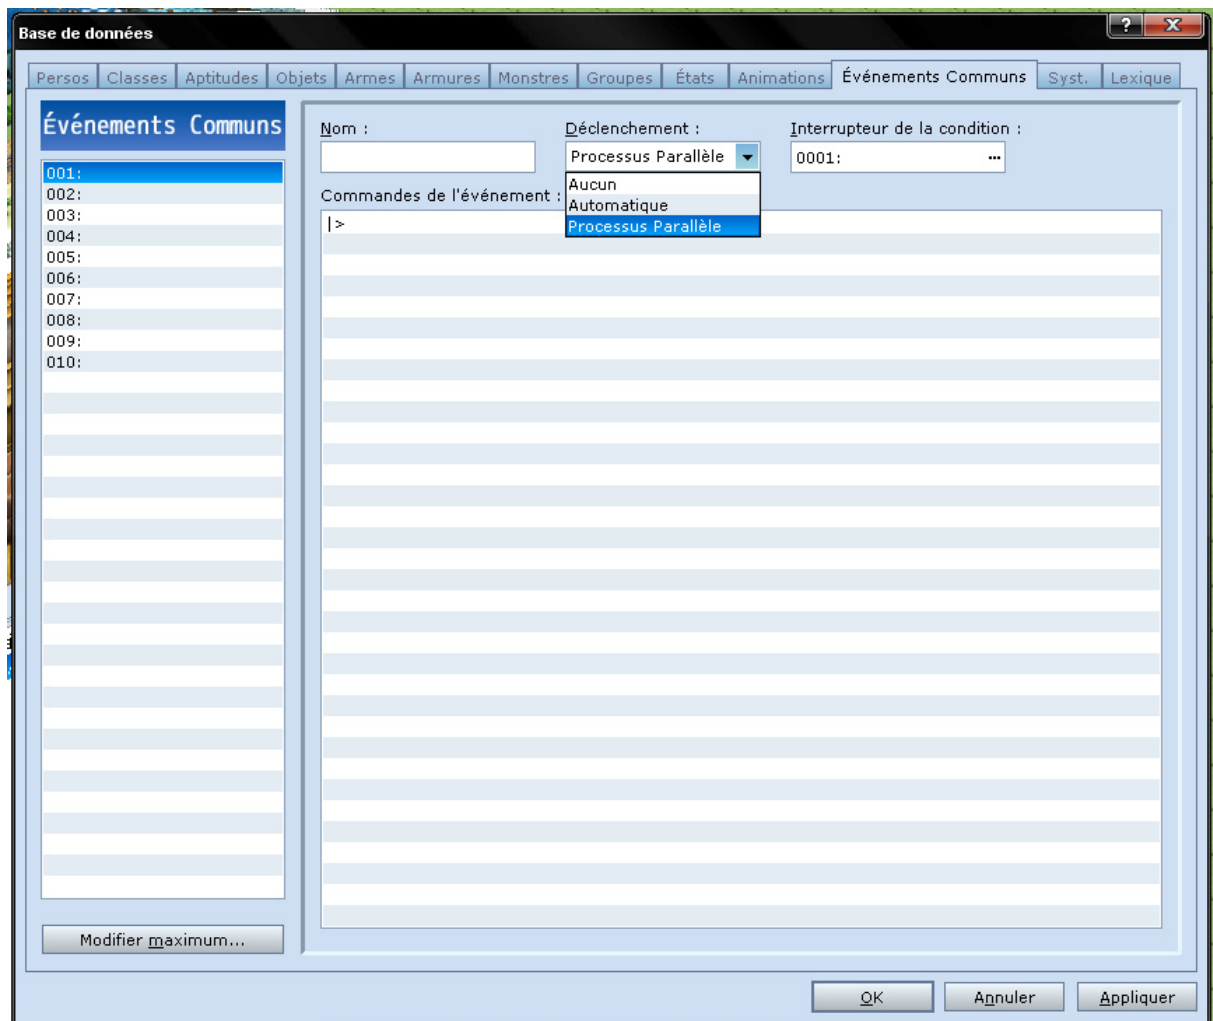 Base de données
?
X
Persos Classes Aptitudes Objets Armes Armures Monstres Groupes États Animations Événements Communs Syst. Lexique
Événements Communs
001:
002:
003:
004:
005:
006:
007:
008:
009:
010:
Modifier maximum...
Nom :
Déclenchement :
Processus Parallèle
Aucun
Automatique
Processus Parallèle
Interrupteur de la condition :
0001: ...
Commandes de l'événement :
|>
OK Annuler Appliquer